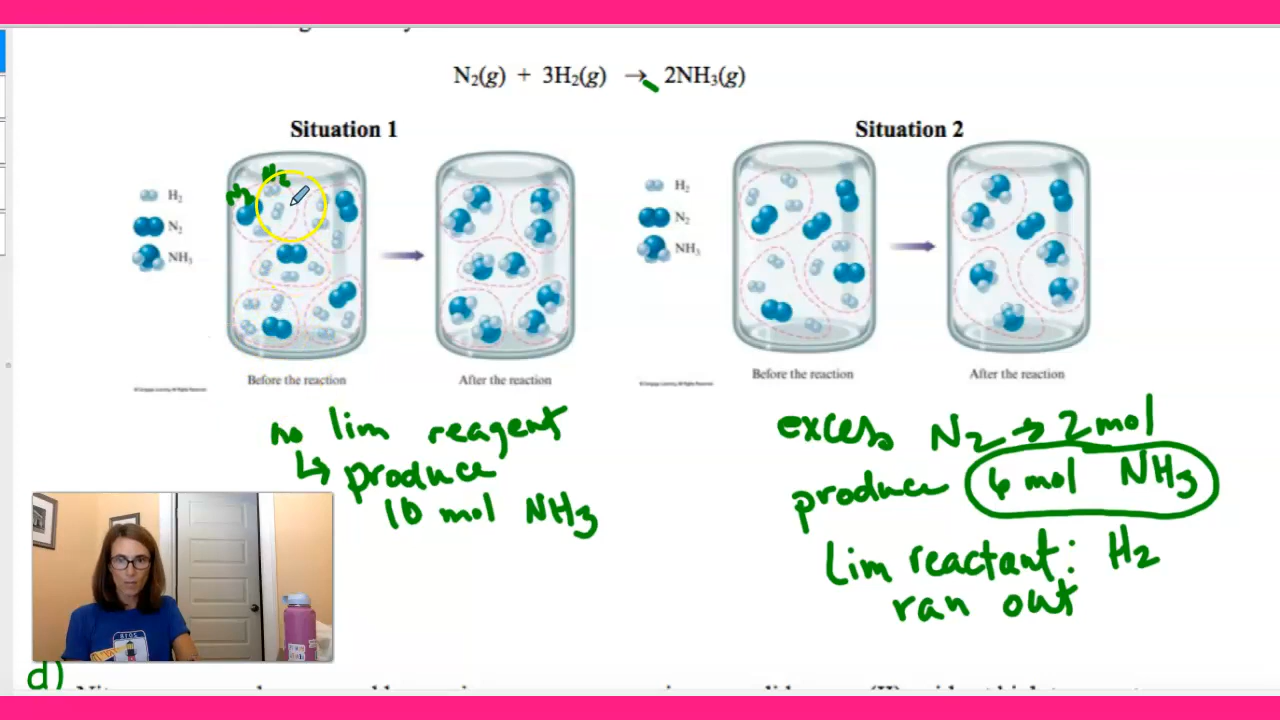 N₂(g) + 3H₂(g) → 2NH₃(g)
Situation 1
Situation 2
N2 H2
H₂
N₂
NH₃
H₂
N₂
NH₃
Before the reaction
After the reaction
Before the reaction
After the reaction
no lim reagent
↳ produce
10 mol NH3
excess N2 → 2 mol
produce 6 mol NH3
Lim reactant: H2
ran out
d)